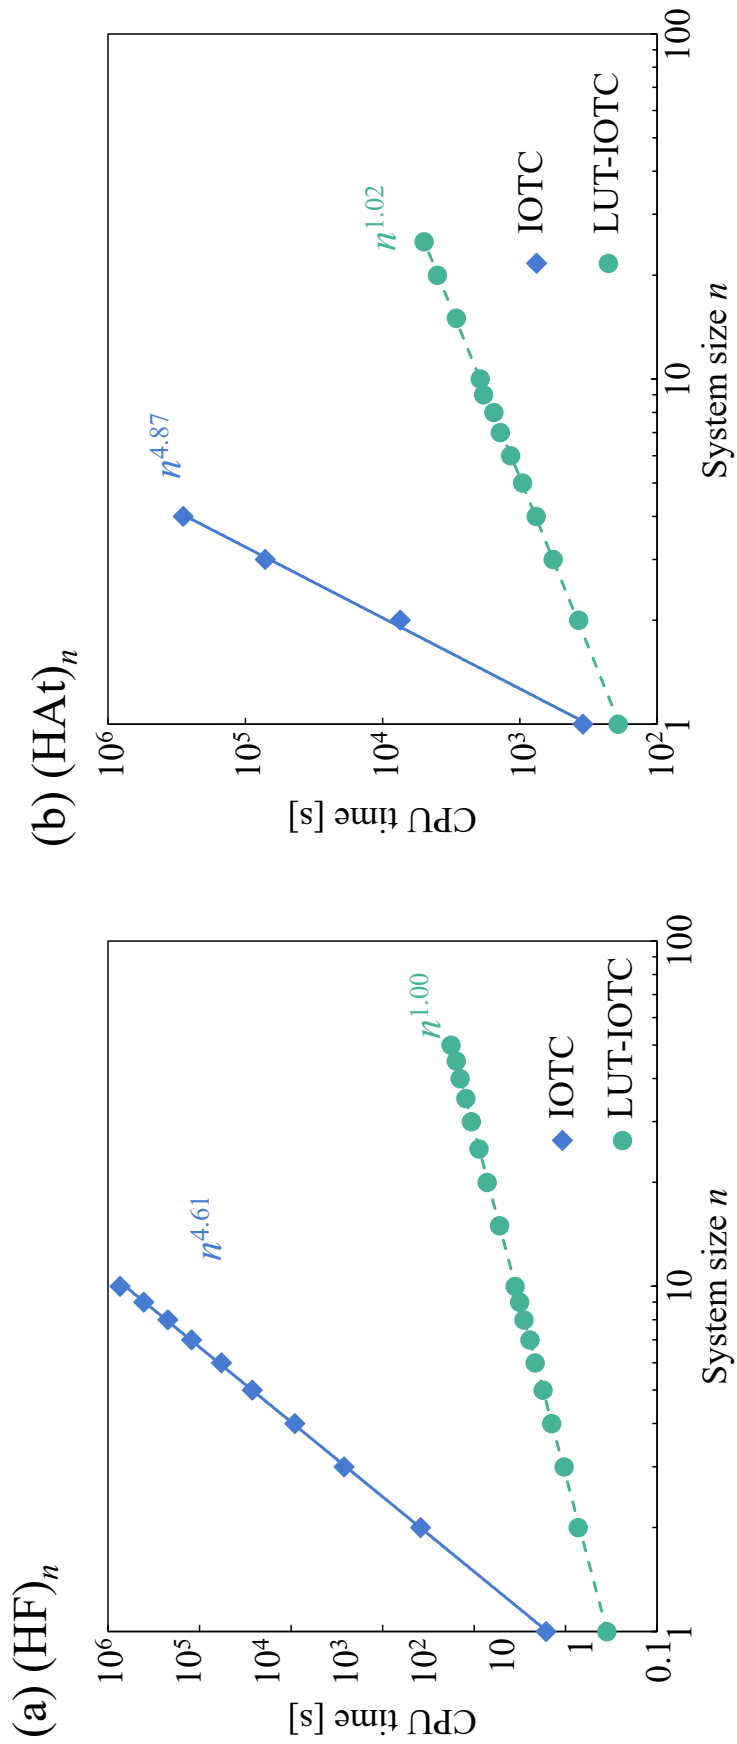 (a) (HF)n
CPU time [s]
10^6
10^5
10^4
10^3
10^2
10
1
0.1
n^4.61
n^1.00
IOTC
LUT-IOTC
1
10
100
System size n
(b) (HAt)n
CPU time [s]
10^6
10^5
10^4
10^3
10^2
n^4.87
n^1.02
IOTC
LUT-IOTC
1
10
100
System size n